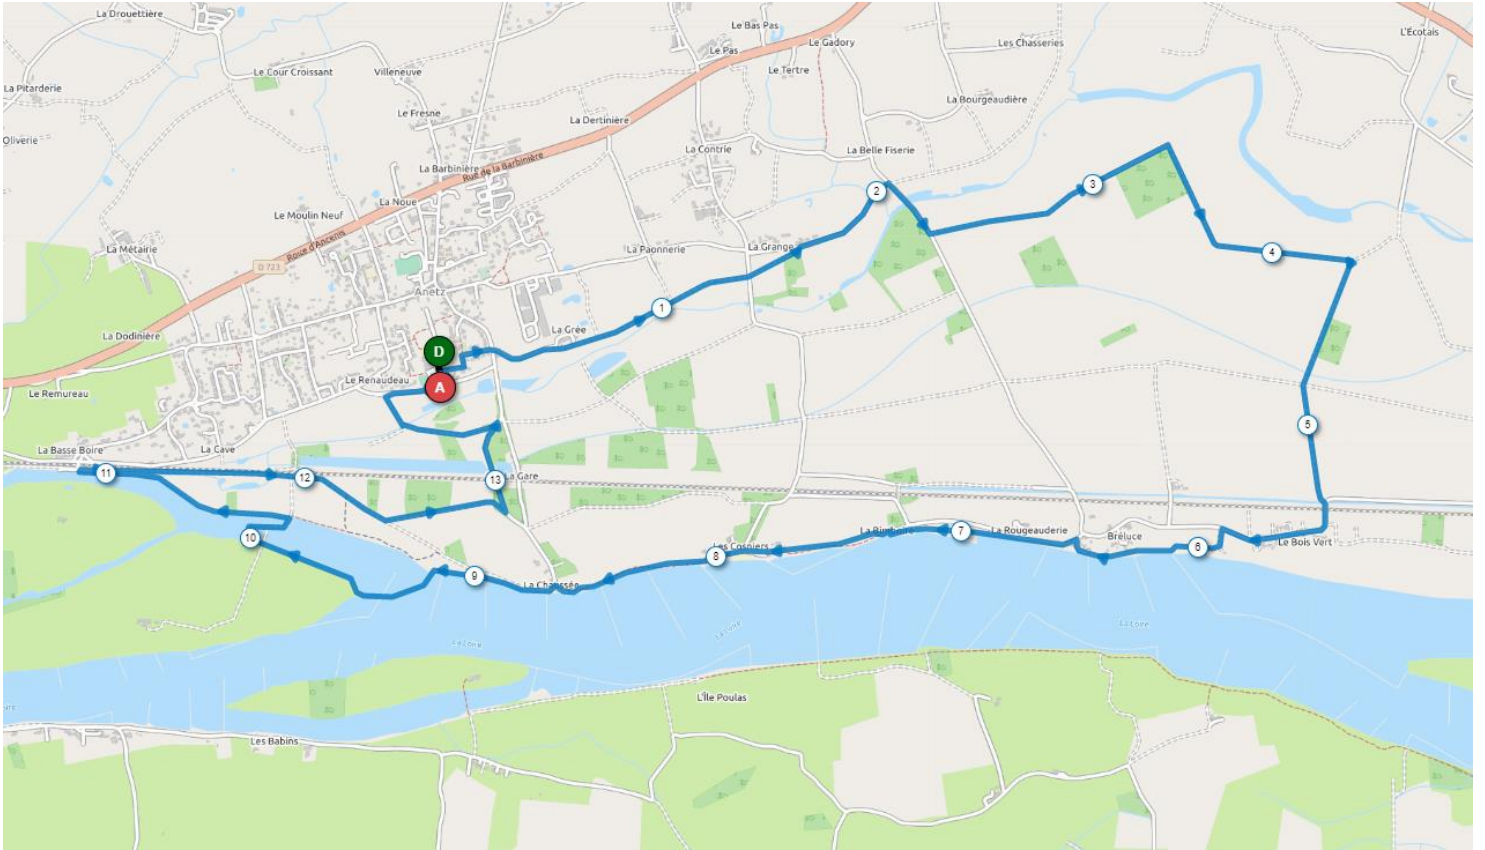 La Drouettière
Le Bas Pas
Le Gadory
L'Écotais
Le Pas
Les Chasseries
Le Cour Croissant
Villeneuve
Le Tertre
La Pitarderie
La Bourgeaudière
Le Fresne
La Dertinière
Oliverie
La Contrie
La Belle Fiserie
Rue de la Barbinière
La Barbinière
2
3
La Noue
Le Moulin Neuf
Route d'Ancenis
La Métairie
La Paonnerie
La Grange
4
D 723
Anetz
1
La Grée
La Dodinière
D
Le Renaudeau
A
Le Remureau
5
La Basse Boire
La Cave
11
12
13
La Gare
10
La Rimboire
7
La Rougeauderie
Bréluce
6
Le Bois Vert
Les Cosniers
8
9
La Chaussée
La Loire
La Loire
La Loire
L'Île Poulas
Les Babins